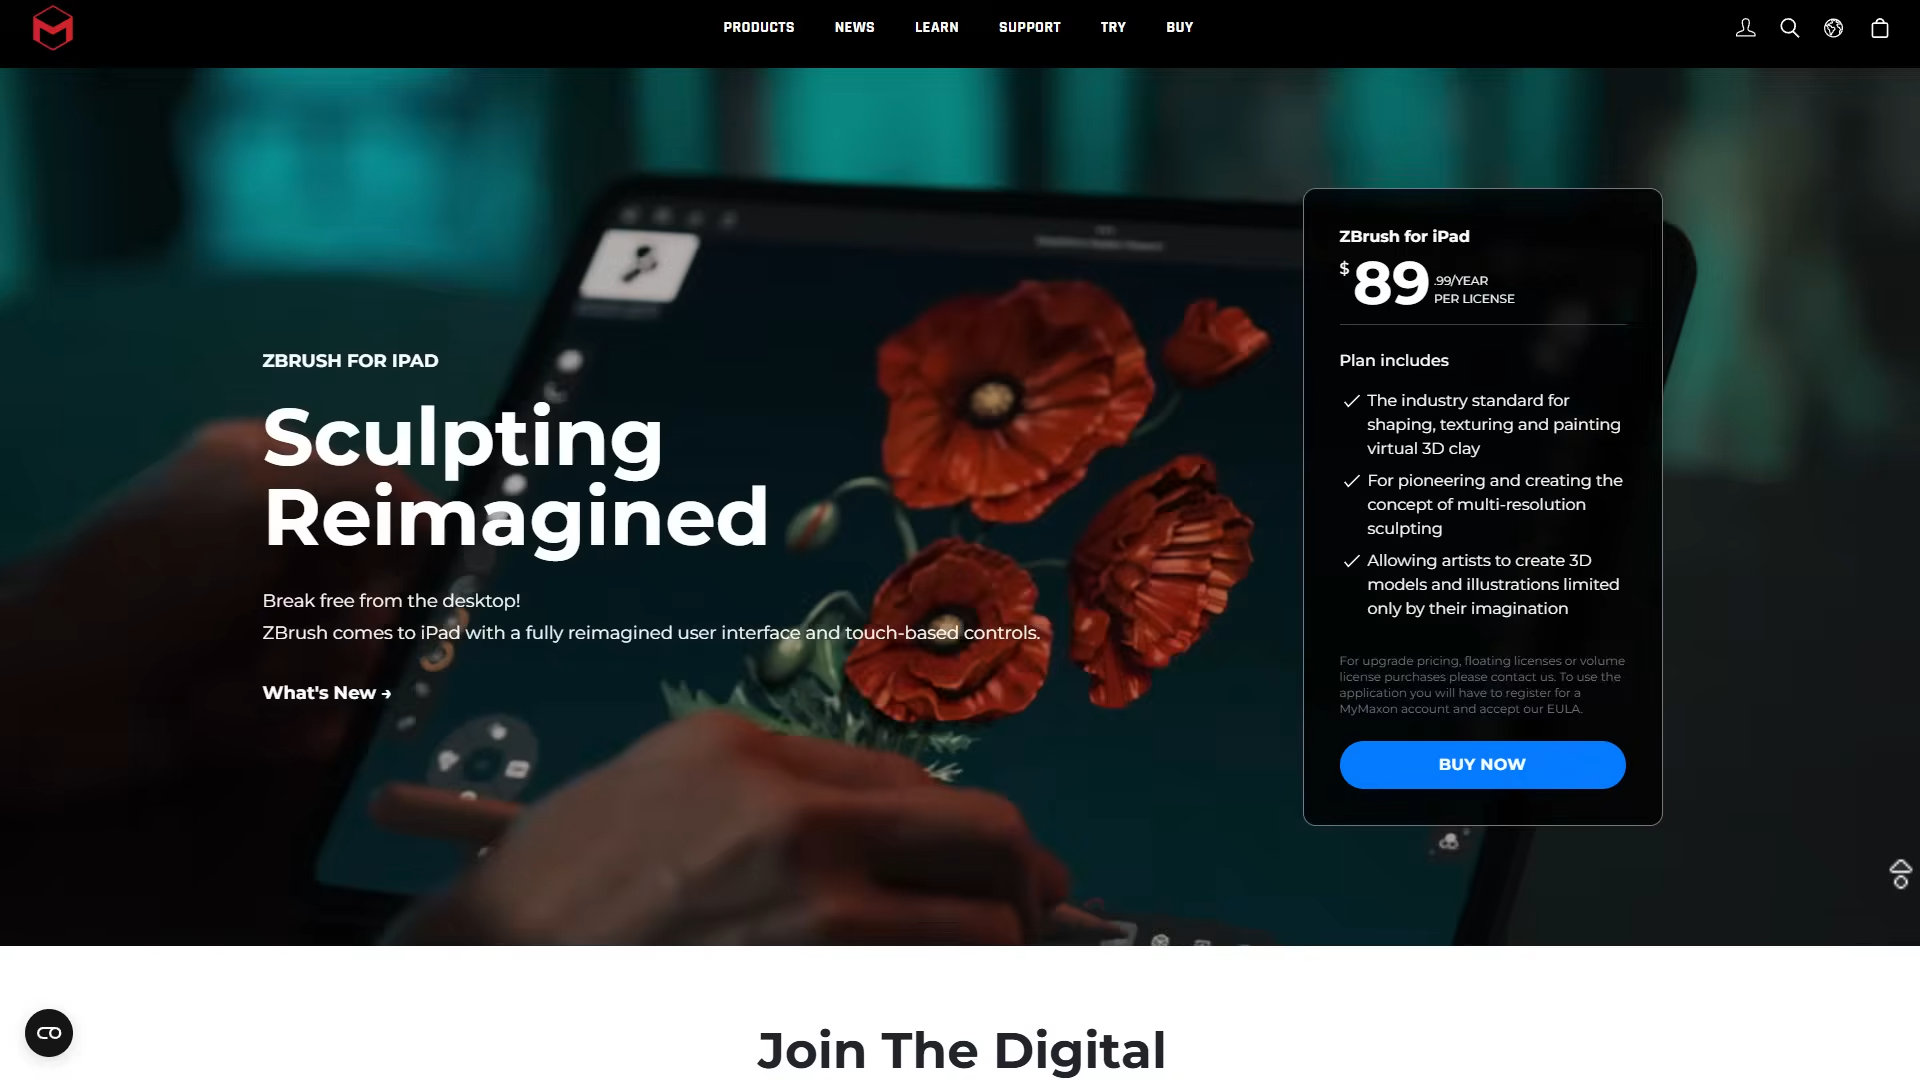 PRODUCTS NEWS LEARN SUPPORT TRY BUY
ZBRUSH FOR IPAD
Sculpting
Reimagined
Break free from the desktop!
ZBrush comes to iPad with a fully reimagined user interface and touch-based controls.
What's New →
ZBrush for iPad
$89.99/YEAR
PER LICENSE
Plan includes
The industry standard for
shaping, texturing and painting
virtual 3D clay
For pioneering and creating the
concept of multi-resolution
sculpting
Allowing artists to create 3D
models and illustrations limited
only by their imagination
For upgrade pricing, floating licenses or volume
license purchases please contact us. To use the
application you will have to register for a
MyMaxon account and accept our EULA.
BUY NOW
Join The Digital